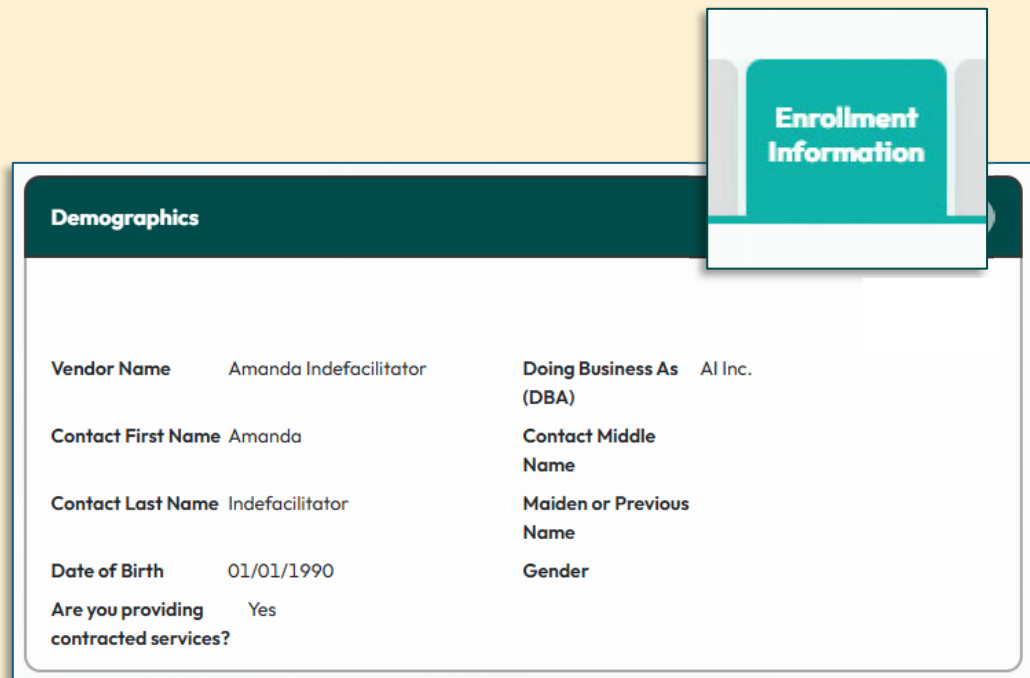 Enrollment
Information
Demographics
Vendor Name Amanda Indefacilitator Doing Business As AI Inc.
(DBA)
Contact First Name Amanda Contact Middle
Name
Contact Last Name Indefacilitator Maiden or Previous
Name
Date of Birth 01/01/1990 Gender
Are you providing Yes
contracted services?